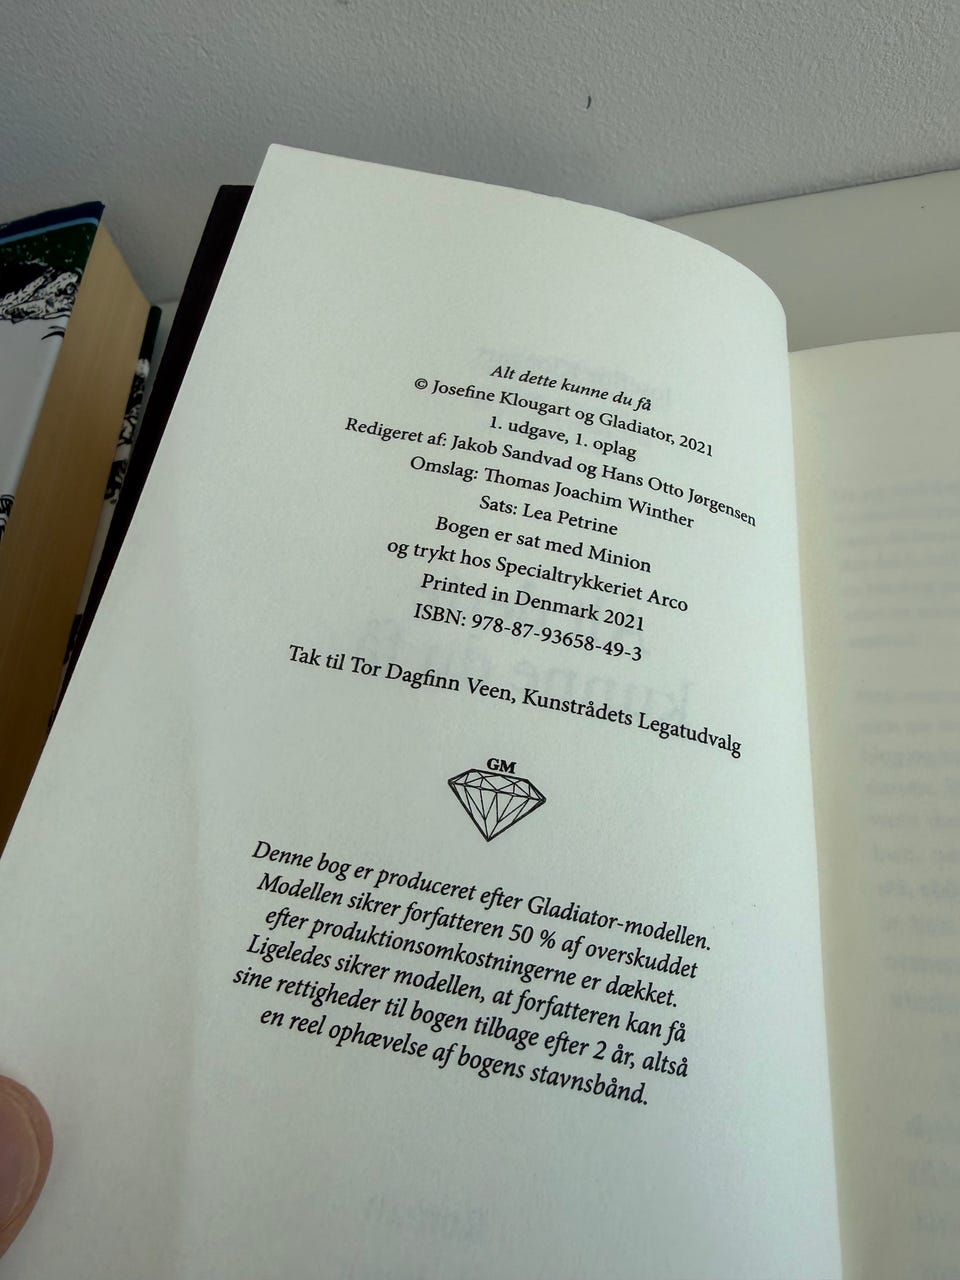 Alt dette kunne du få
© Josefine Klougart og Gladiator, 2021
1. udgave, 1. oplag
Redigeret af: Jakob Sandvad og Hans Otto Jørgensen
Omslag: Thomas Joachim Winther
Sats: Lea Petrine
Bogen er sat med Minion
og trykt hos Specialtrykkeriet Arco
Printed in Denmark 2021
ISBN: 978-87-93658-49-3
Tak til Tor Dagfinn Veen, Kunstrådets Legatudvalg
GM
Denne bog er produceret efter Gladiator-modellen.
Modellen sikrer forfatteren 50 % af overskuddet
efter produktionsomkostningerne er dækket.
Ligeledes sikrer modellen, at forfatteren kan få
sine rettigheder til bogen tilbage efter 2 år, altså
en reel ophævelse af bogens stavnsbånd.